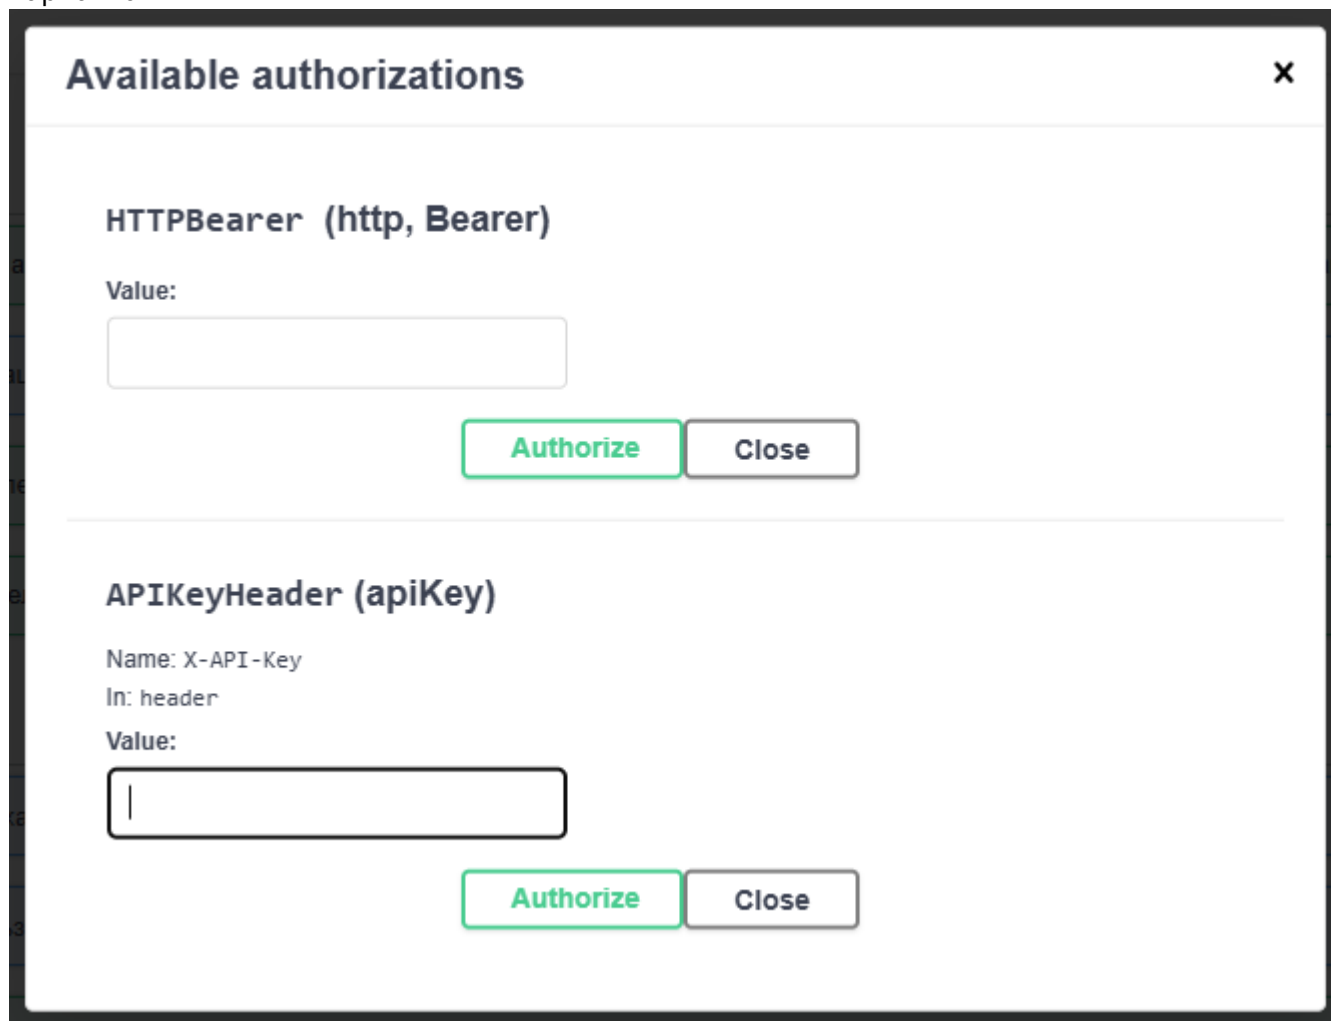 Available authorizations
HTTPBearer (http, Bearer)
Value:
Authorize Close
APIKeyHeader (apiKey)
Name: X-API-Key
In: header
Value:
Authorize Close